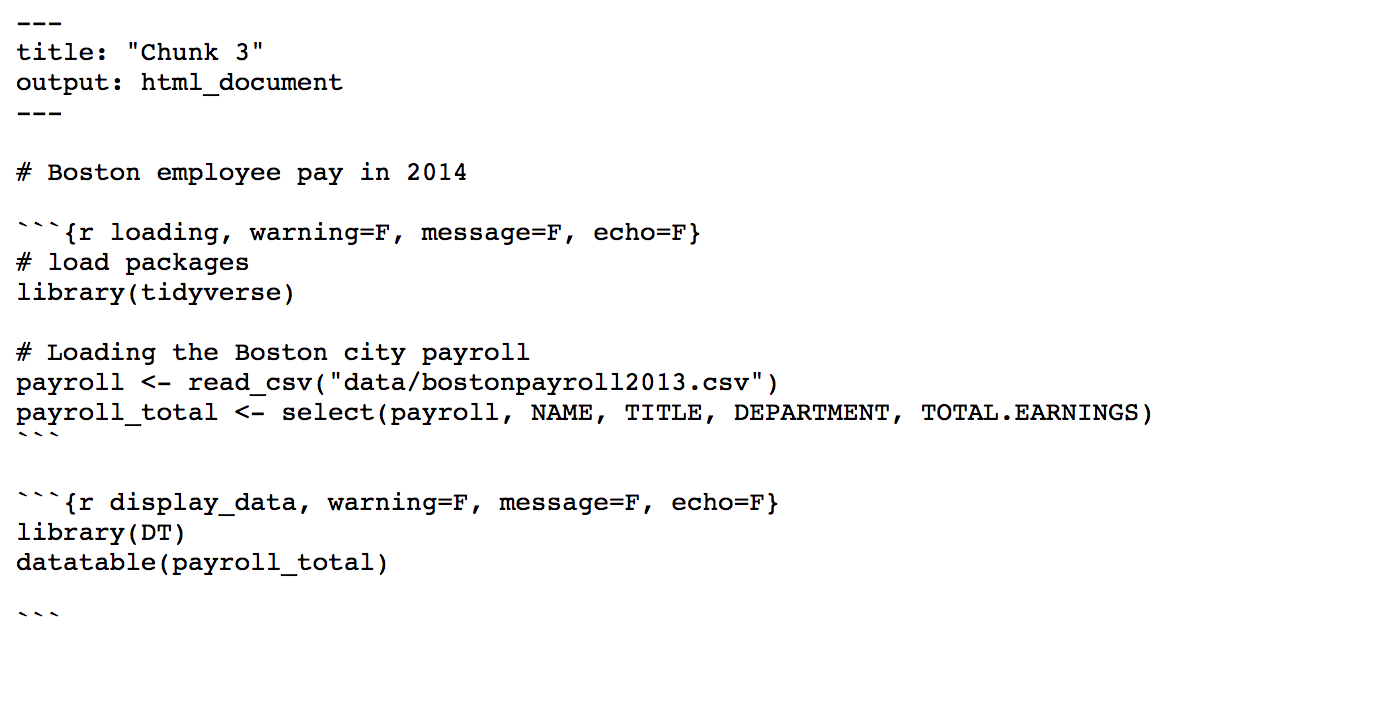 ---
title: "Chunk 3"
output: html_document
---
# Boston employee pay in 2014
```{r loading, warning=F, message=F, echo=F}
# load packages
library(tidyverse)
# Loading the Boston city payroll
payroll <- read_csv("data/bostonpayroll2013.csv")
payroll_total <- select(payroll, NAME, TITLE, DEPARTMENT, TOTAL.EARNINGS)
```
```{r display_data, warning=F, message=F, echo=F}
library(DT)
datatable(payroll_total)
```